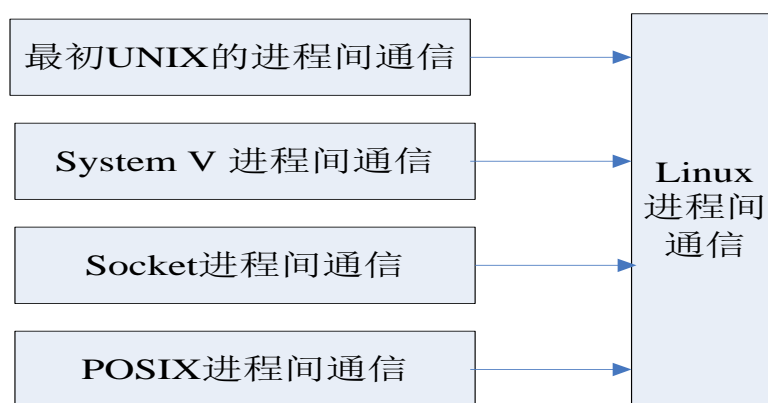 最初UNIX的进程间通信
System V 进程间通信
Socket进程间通信
POSIX进程间通信
Linux
进程间
通信